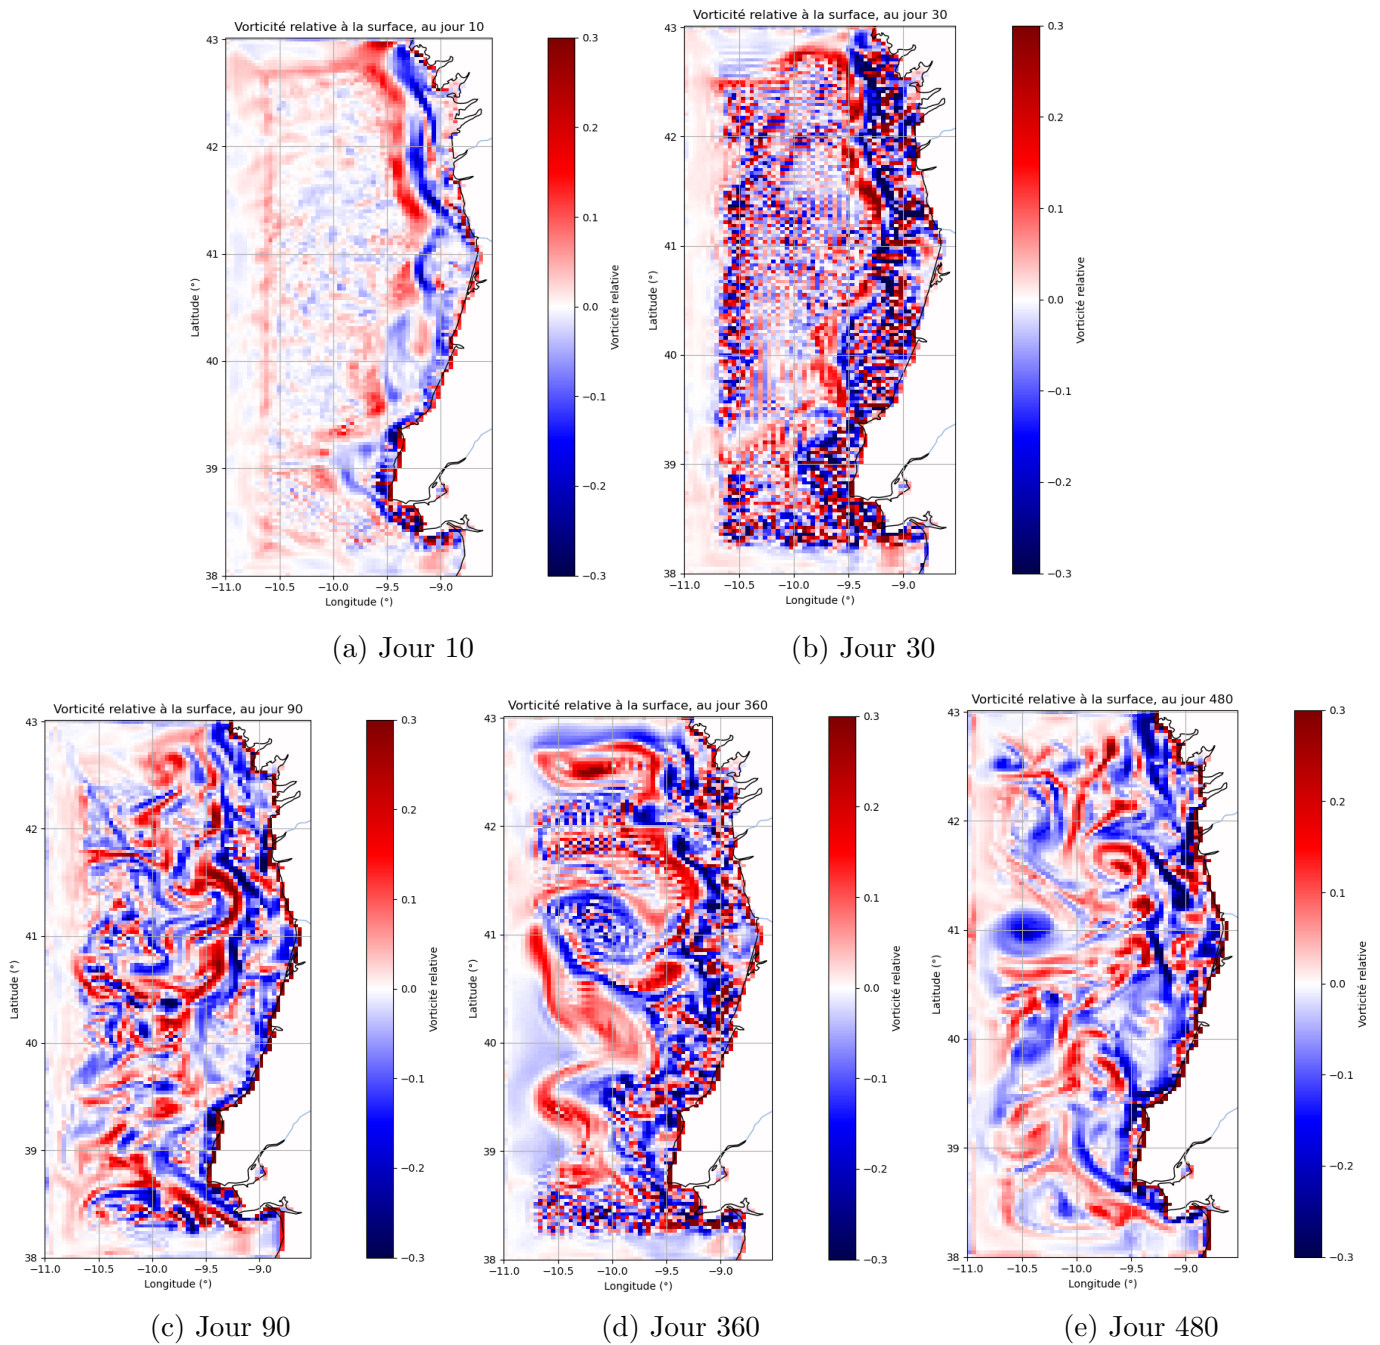 Vorticité relative à la surface, au jour 10
43
42
41
40
39
38
Latitude (°)
−11.0 −10.5 −10.0 −9.5 −9.0
Longitude (°)
0.3
0.2
0.1
0.0
−0.1
−0.2
−0.3
Vorticité relative
(a) Jour 10
Vorticité relative à la surface, au jour 30
43
42
41
40
39
38
Latitude (°)
−11.0 −10.5 −10.0 −9.5 −9.0
Longitude (°)
0.3
0.2
0.1
0.0
−0.1
−0.2
−0.3
Vorticité relative
(b) Jour 30
Vorticité relative à la surface, au jour 90
43
42
41
40
39
38
Latitude (°)
−11.0 −10.5 −10.0 −9.5 −9.0
Longitude (°)
0.3
0.2
0.1
0.0
−0.1
−0.2
−0.3
Vorticité relative
(c) Jour 90
Vorticité relative à la surface, au jour 360
43
42
41
40
39
38
Latitude (°)
−11.0 −10.5 −10.0 −9.5 −9.0
Longitude (°)
0.3
0.2
0.1
0.0
−0.1
−0.2
−0.3
Vorticité relative
(d) Jour 360
Vorticité relative à la surface, au jour 480
43
42
41
40
39
38
Latitude (°)
−11.0 −10.5 −10.0 −9.5 −9.0
Longitude (°)
0.3
0.2
0.1
0.0
−0.1
−0.2
−0.3
Vorticité relative
(e) Jour 480